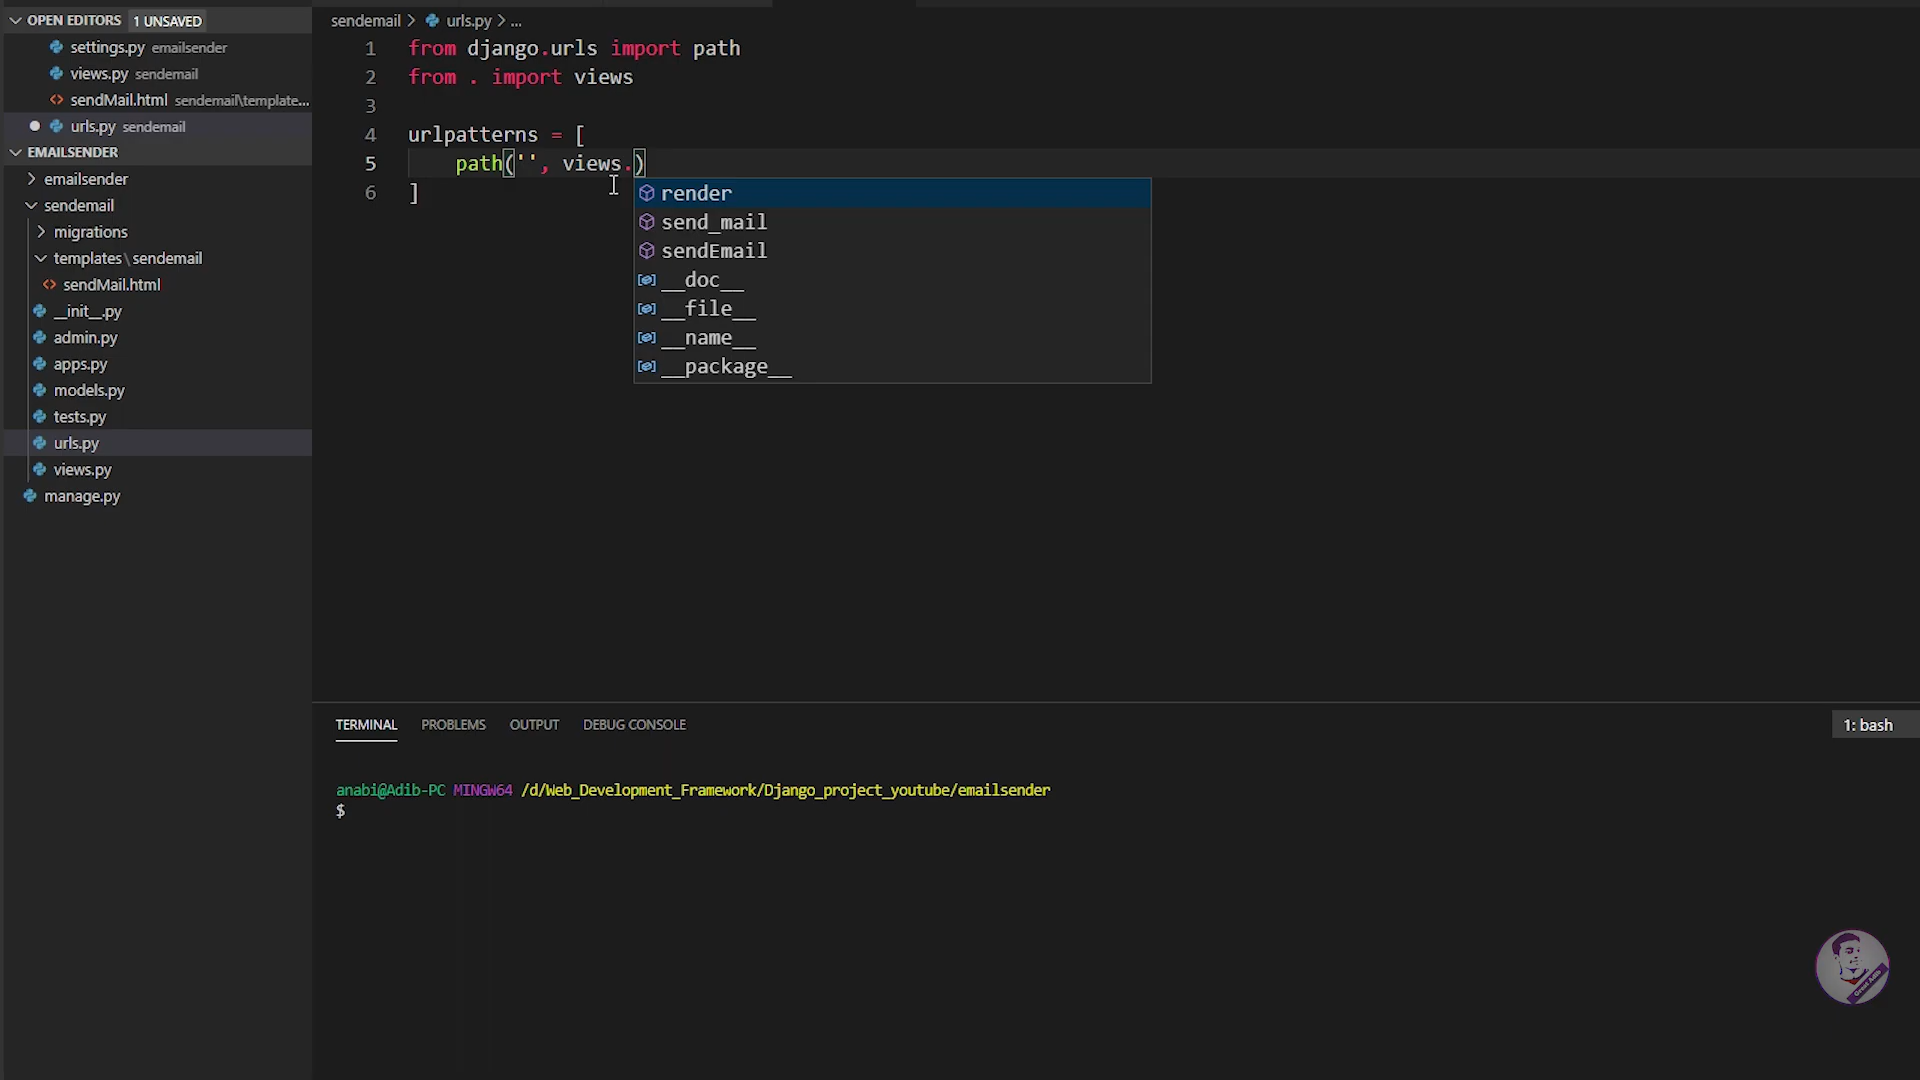 OPEN EDITORS 1 UNSAVED
settings.py emailsender
views.py sendemail
<> sendMail.html sendemail\template...
urls.py sendemail
EMAILSENDER
emailsender
sendemail
migrations
templates\sendemail
<> sendMail.html
__init__.py
admin.py
apps.py
models.py
tests.py
urls.py
views.py
manage.py
sendemail > urls.py > ...
1 from django.urls import path
2 from . import views
3
4 urlpatterns = [
5 path('', views.)
6 ]
render
send_mail
sendEmail
__doc__
__file__
__name__
__package__
TERMINAL PROBLEMS OUTPUT DEBUG CONSOLE
1: bash
anabi@Adib-PC MINGW64 /d/Web_Development_Framework/Django_project_youtube/emailsender
$